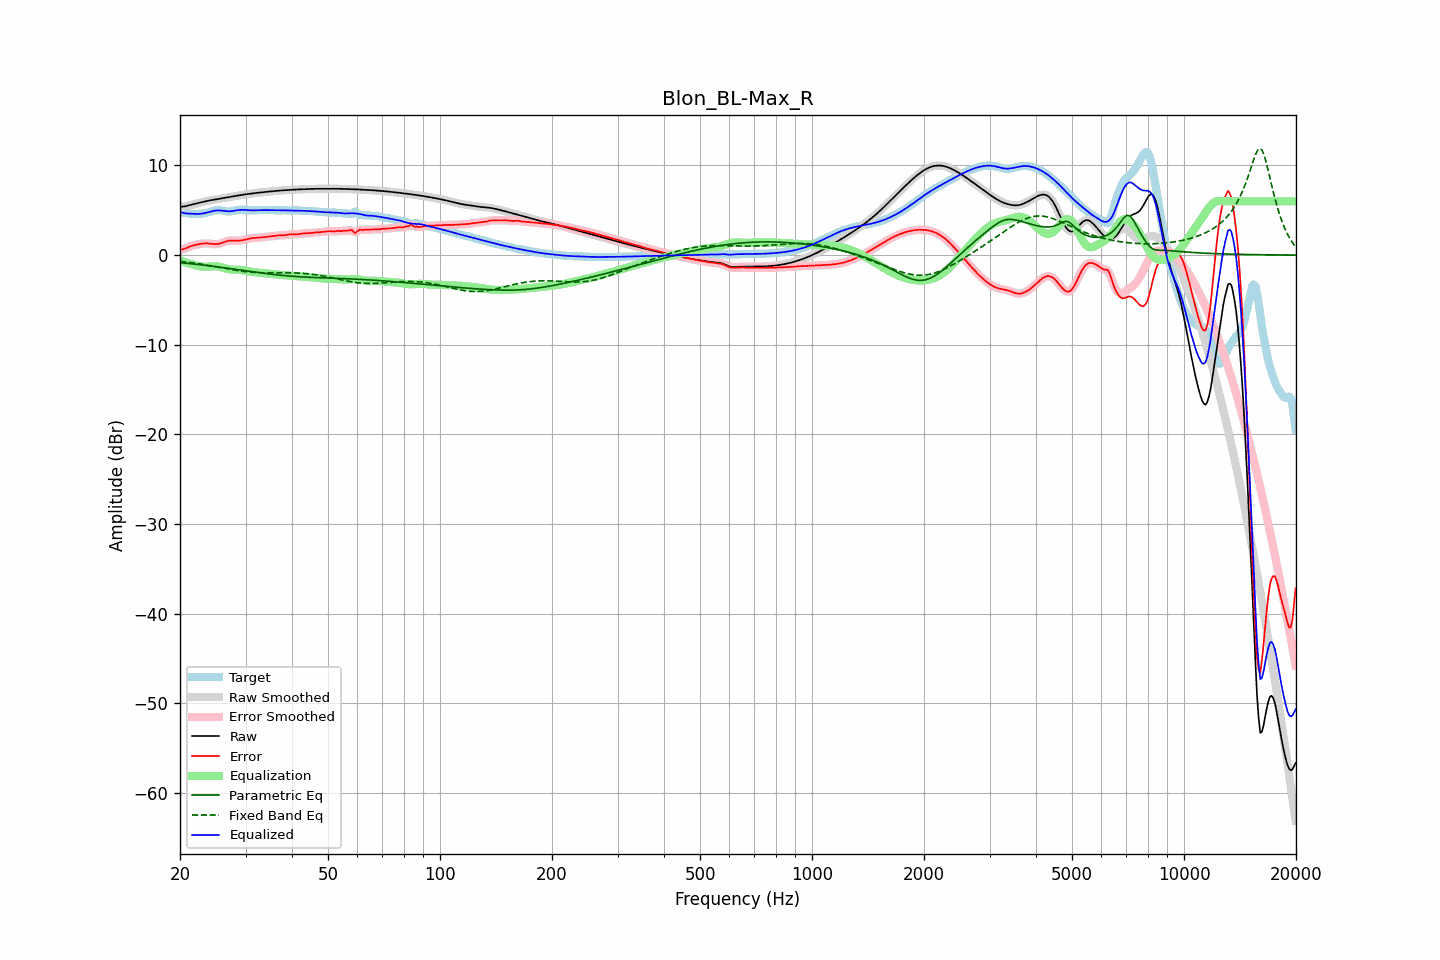 Blon_BL-Max_R
Amplitude (dBr)
10
0
−10
−20
−30
−40
−50
−60
Target
Raw Smoothed
Error Smoothed
Raw
Error
Equalization
Parametric Eq
Fixed Band Eq
Equalized
20 50 100 200 500 1000 2000 5000 10000 20000
Frequency (Hz)